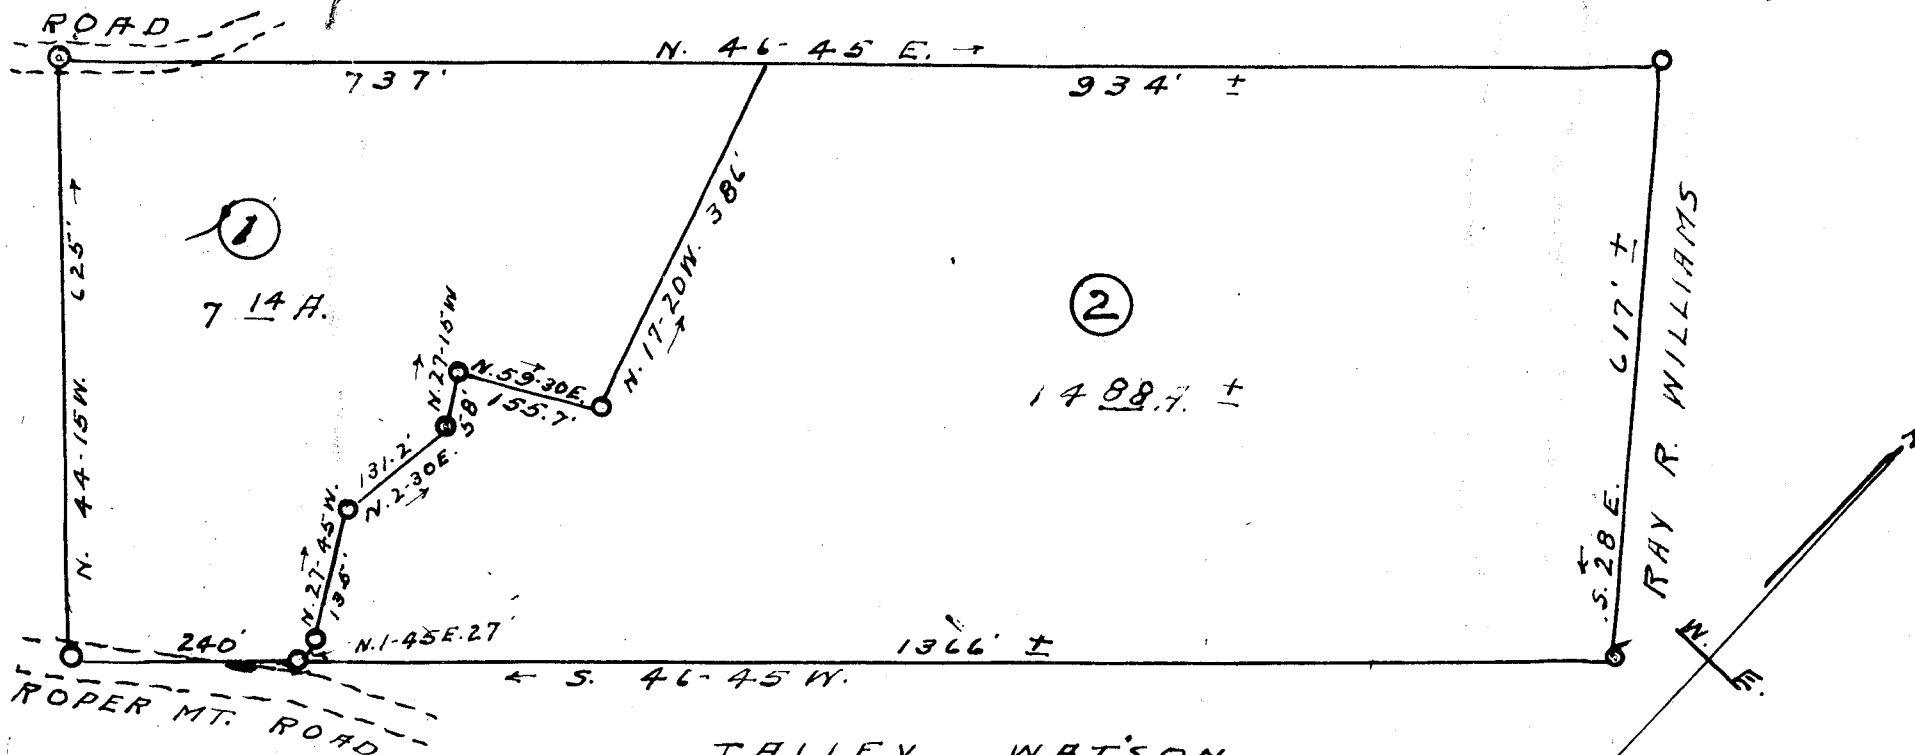 ROAD
N. 46-45 E. →
737'
934' ±
625' →
N. 44-15W.
1
7 14 A.
N. 17-20W. 386'
→
N. 27-15W
→
58'
N. 59-30E.
→
155.7'
131.2'
N. 2-30E.
→
N. 27-45W.
→
135'
N. 1-45E. 27'
240'
2
14 88 A. ±
617' ±
← S. 28 E.
RAY R. WILLIAMS
1366' ±
← S. 46-45 W.
ROPER MT. ROAD
W.
E.
TALLEY WATSON